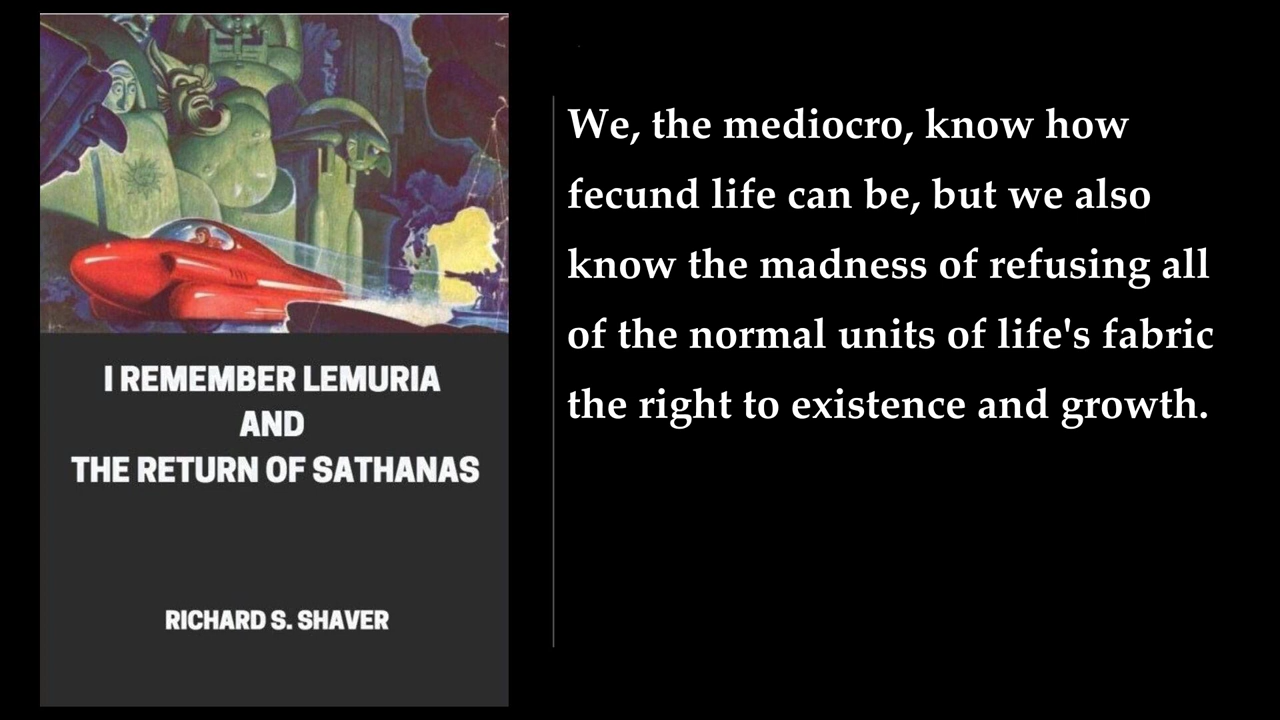 I REMEMBER LEMURIA
AND
THE RETURN OF SATHANAS
RICHARD S. SHAVER
We, the mediocro, know how
fecund life can be, but we also
know the madness of refusing all
of the normal units of life's fabric
the right to existence and growth.